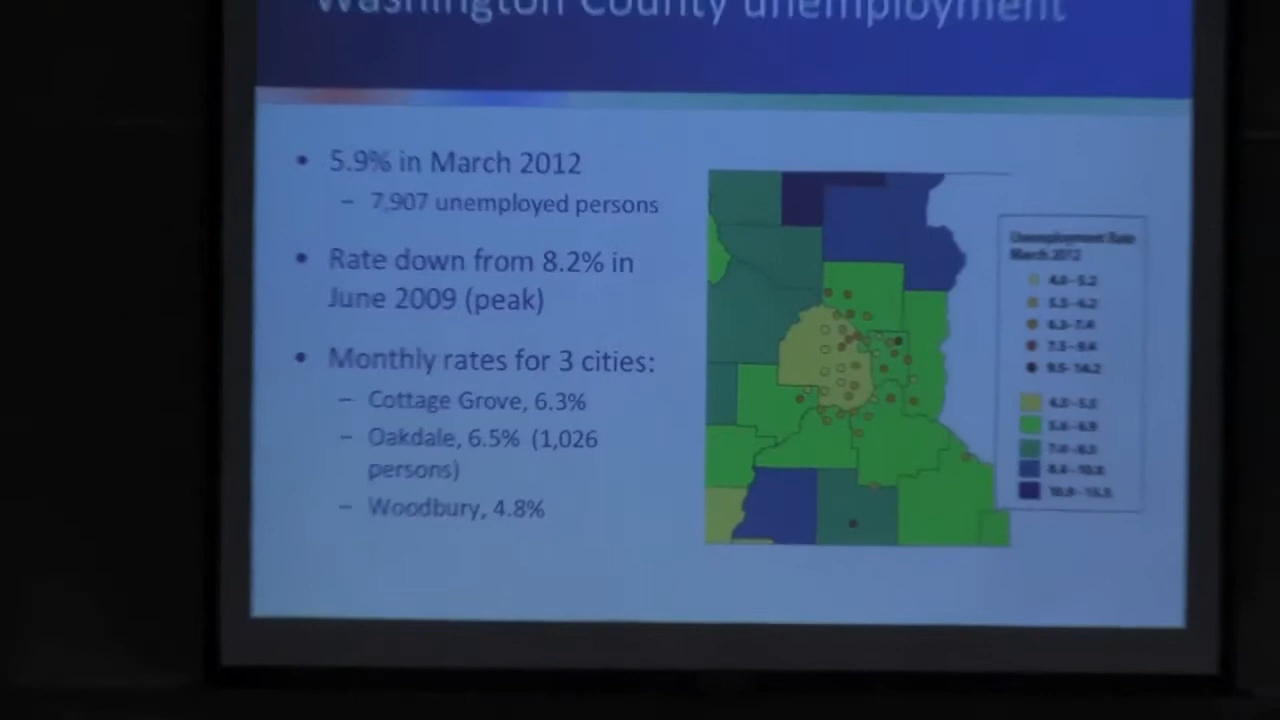 Washington County unemployment
• 5.9% in March 2012
– 7,907 unemployed persons
• Rate down from 8.2% in
June 2009 (peak)
• Monthly rates for 3 cities:
– Cottage Grove, 6.3%
– Oakdale, 6.5% (1,026
persons)
– Woodbury, 4.8%
Unemployment Rate
March 2012